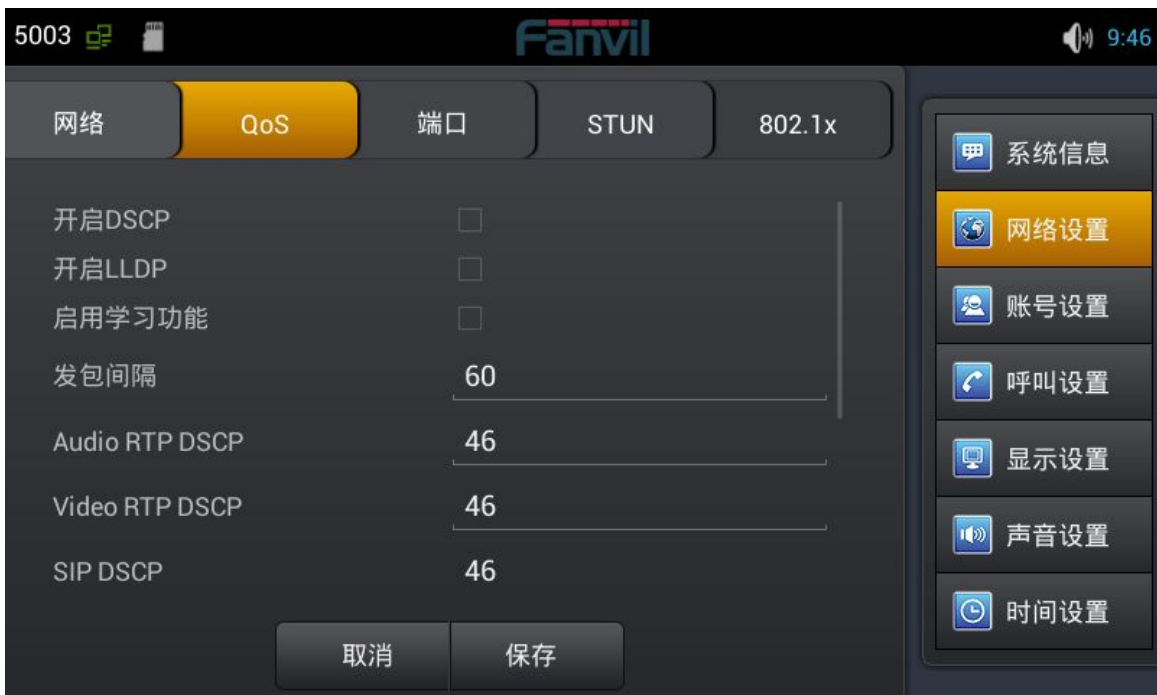 5003 Fanvil 9:46
网络 QoS 端口 STUN 802.1x
开启DSCP
开启LLDP
启用学习功能
发包间隔 60
Audio RTP DSCP 46
Video RTP DSCP 46
SIP DSCP 46
取消 保存
系统信息
网络设置
账号设置
呼叫设置
显示设置
声音设置
时间设置